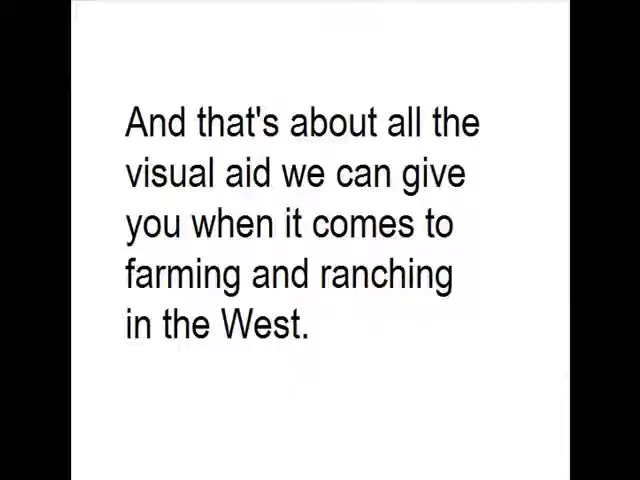 And that's about all the
visual aid we can give
you when it comes to
farming and ranching
in the West.